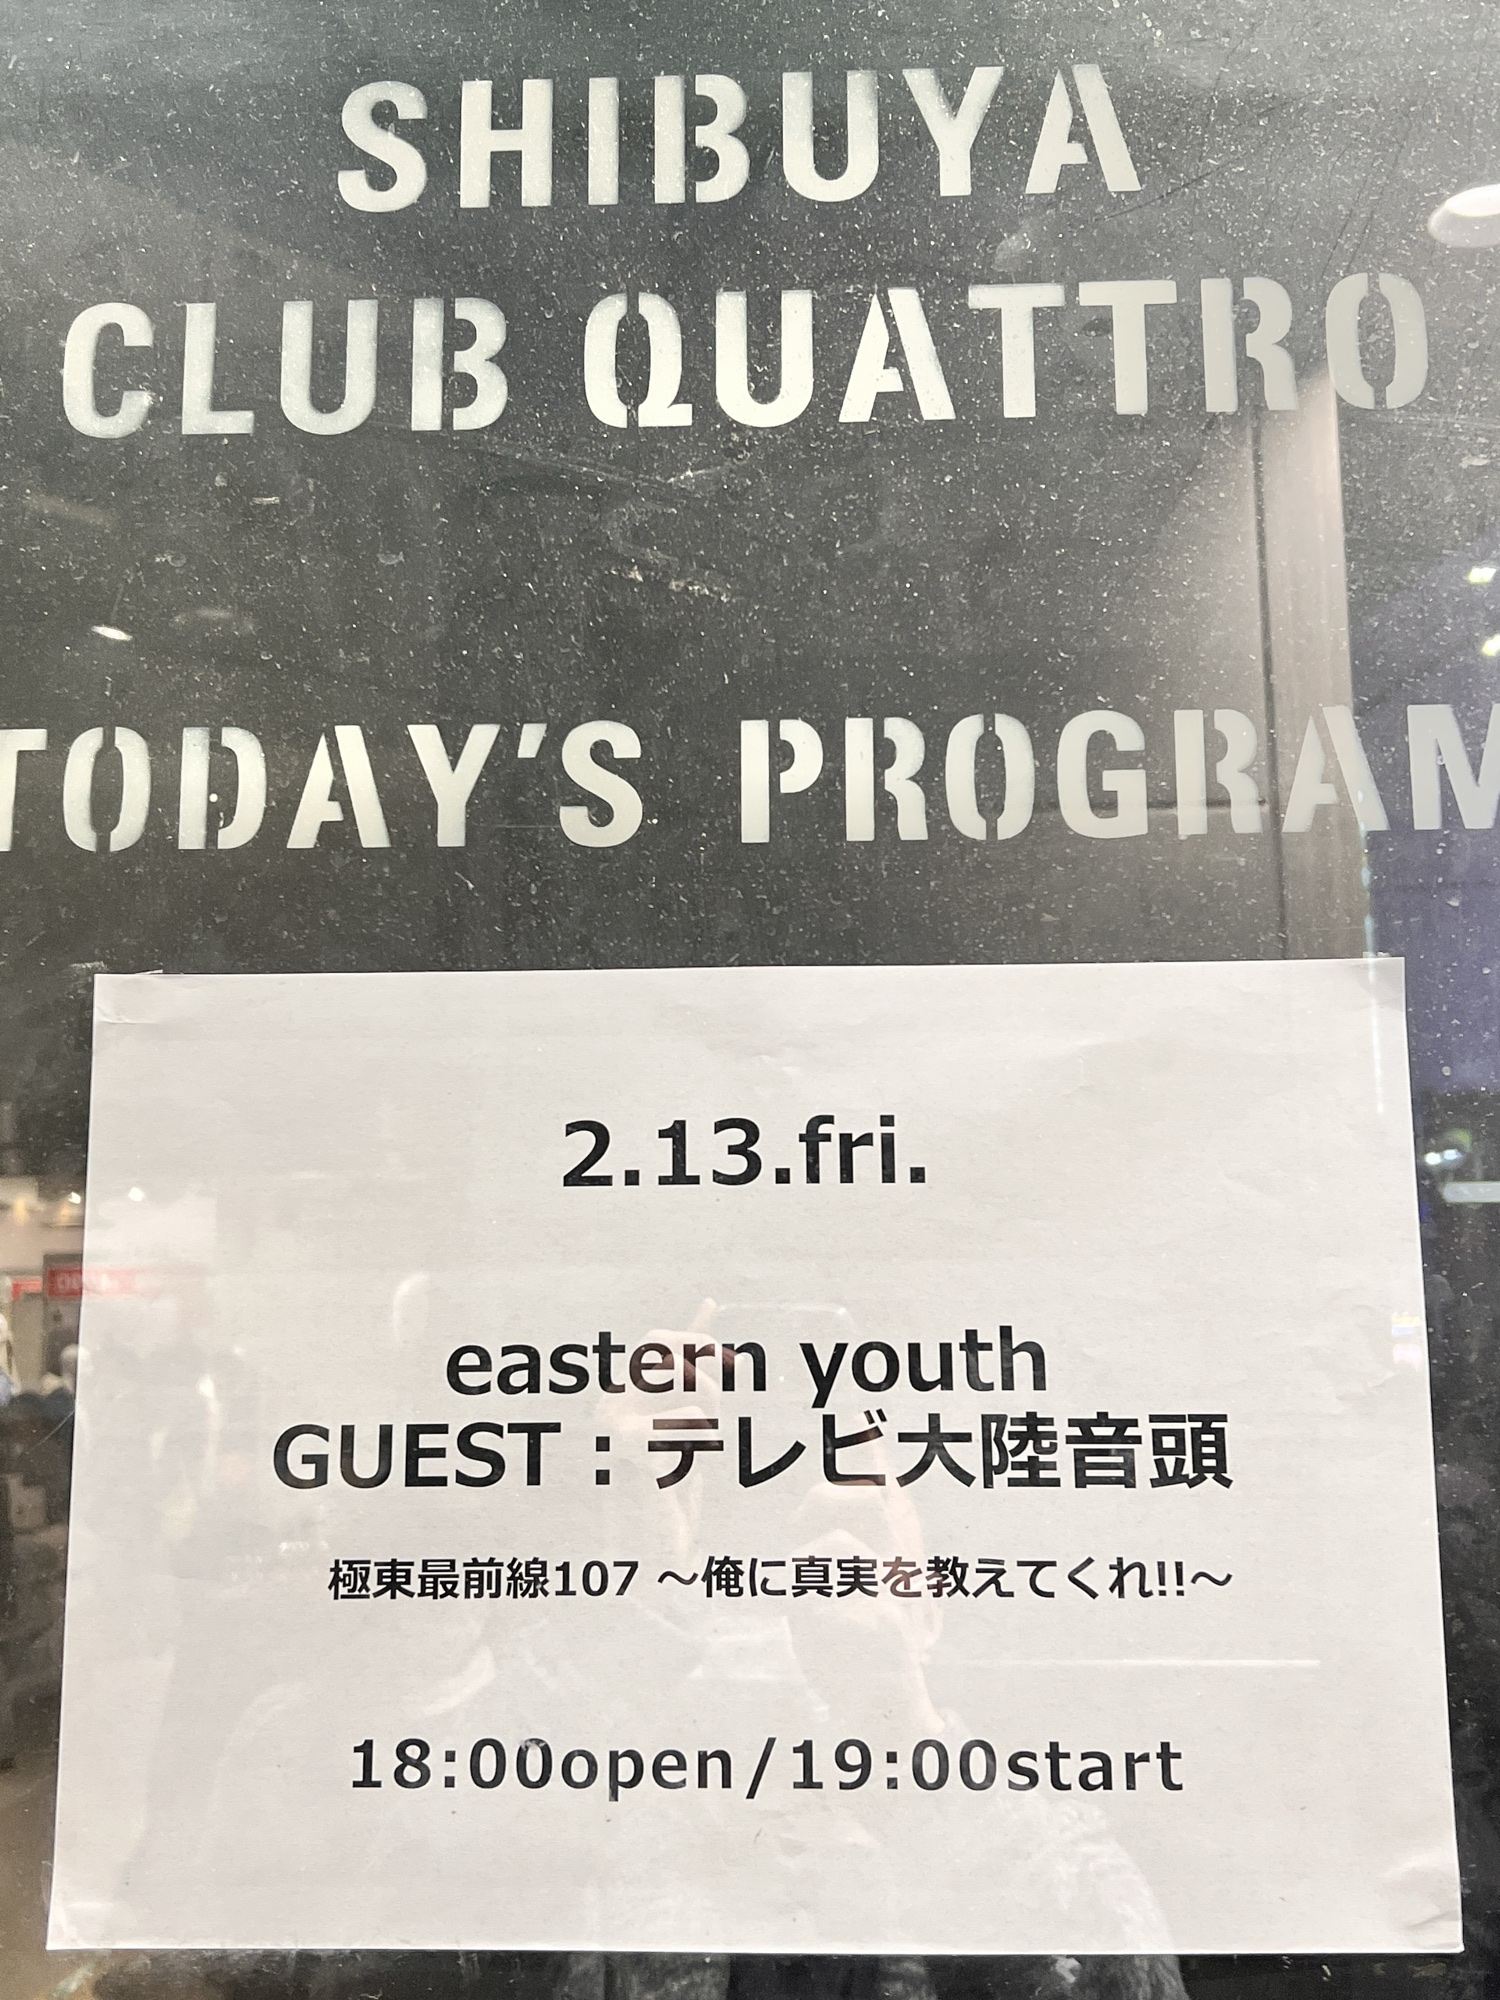 SHIBUYA
CLUB QUATTRO
TODAY'S PROGRAM
2.13.fri.
eastern youth
GUEST：テレビ大陸音頭
極東最前線107 〜俺に真実を教えてくれ!!〜
18:00open/19:00start